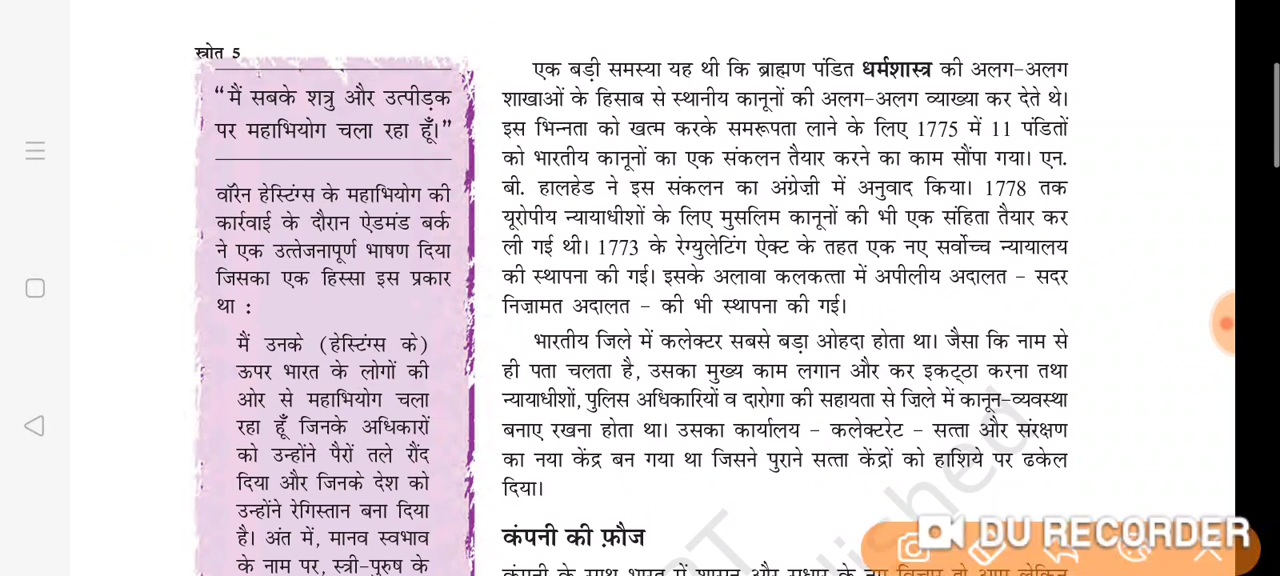 स्रोत 5
“मैं सबके शत्रु और उत्पीड़क
पर महाभियोग चला रहा हूँ।”
वॉरेन हेस्टिंग्स के महाभियोग की
कार्रवाई के दौरान ऐडमंड बर्क
ने एक उत्तेजनापूर्ण भाषण दिया
जिसका एक हिस्सा इस प्रकार
था :
मैं उनके (हेस्टिंग्स के)
ऊपर भारत के लोगों की
ओर से महाभियोग चला
रहा हूँ जिनके अधिकारों
को उन्होंने पैरों तले रौंद
दिया और जिनके देश को
उन्होंने रेगिस्तान बना दिया
है। अंत में, मानव स्वभाव
के नाम पर, स्त्री-पुरुष के
एक बड़ी समस्या यह थी कि ब्राह्मण पंडित धर्मशास्त्र की अलग-अलग
शाखाओं के हिसाब से स्थानीय कानूनों की अलग-अलग व्याख्या कर देते थे।
इस भिन्नता को खत्म करके समरूपता लाने के लिए 1775 में 11 पंडितों
को भारतीय कानूनों का एक संकलन तैयार करने का काम सौंपा गया। एन.
बी. हालहेड ने इस संकलन का अंग्रेज़ी में अनुवाद किया। 1778 तक
यूरोपीय न्यायाधीशों के लिए मुसलिम कानूनों की भी एक संहिता तैयार कर
ली गई थी। 1773 के रेग्युलेटिंग ऐक्ट के तहत एक नए सर्वोच्च न्यायालय
की स्थापना की गई। इसके अलावा कलकत्ता में अपीलीय अदालत – सदर
निज़ामत अदालत – की भी स्थापना की गई।
भारतीय जिले में कलेक्टर सबसे बड़ा ओहदा होता था। जैसा कि नाम से
ही पता चलता है, उसका मुख्य काम लगान और कर इकट्ठा करना तथा
न्यायाधीशों, पुलिस अधिकारियों व दारोगा की सहायता से ज़िले में कानून-व्यवस्था
बनाए रखना होता था। उसका कार्यालय – कलेक्टरेट – सत्ता और संरक्षण
का नया केंद्र बन गया था जिसने पुराने सत्ता केंद्रों को हाशिये पर ढकेल
दिया।
कंपनी की फ़ौज
कंपनी के साथ भारत में शासन और सुधार के नए विचार तो आए लेकिन
DU RECORDER